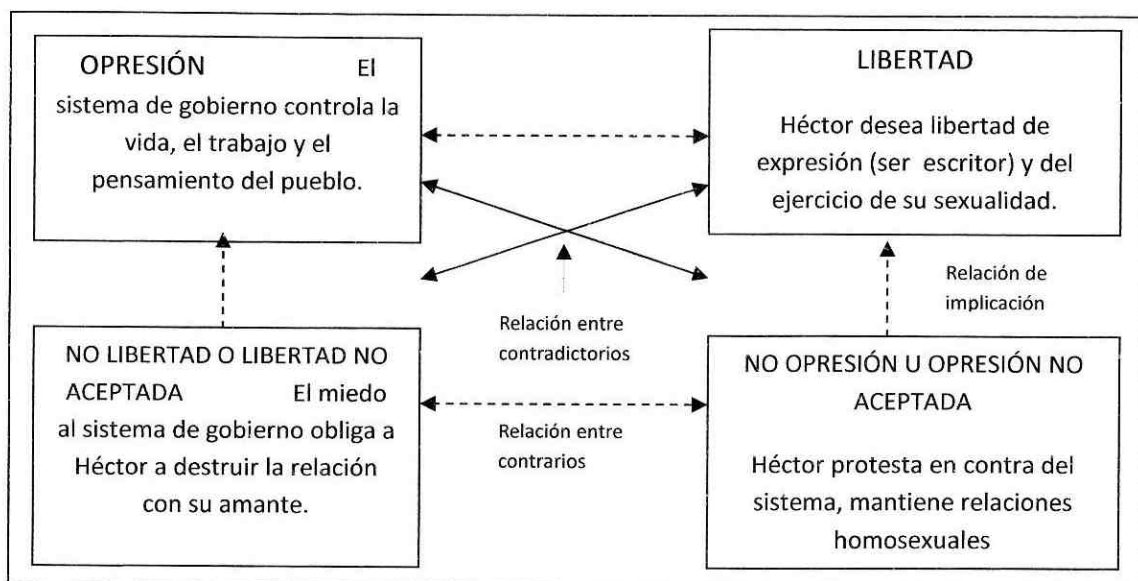 OPRESIÓN El
sistema de gobierno controla la
vida, el trabajo y el
pensamiento del pueblo.
LIBERTAD
Héctor desea libertad de
expresión (ser escritor) y del
ejercicio de su sexualidad.
Relación de
implicación
Relación entre
contradictorios
NO LIBERTAD O LIBERTAD NO
ACEPTADA El miedo
al sistema de gobierno obliga a
Héctor a destruir la relación
con su amante.
Relación entre
contrarios
NO OPRESIÓN U OPRESIÓN NO
ACEPTADA
Héctor protesta en contra del
sistema, mantiene relaciones
homosexuales